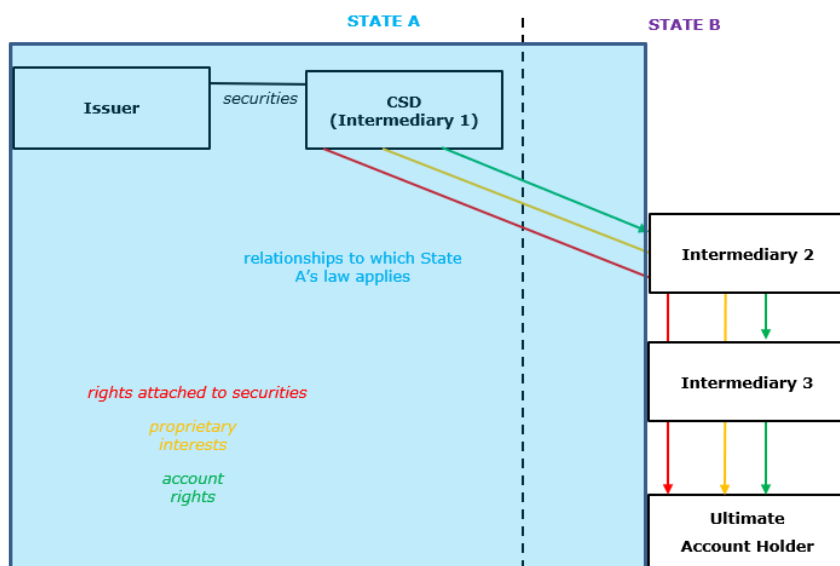 STATE A
STATE B
Issuer
securities
CSD
(Intermediary 1)
Intermediary 2
relationships to which State
A's law applies
Intermediary 3
rights attached to securities
proprietary
interests
account
rights
Ultimate
Account Holder